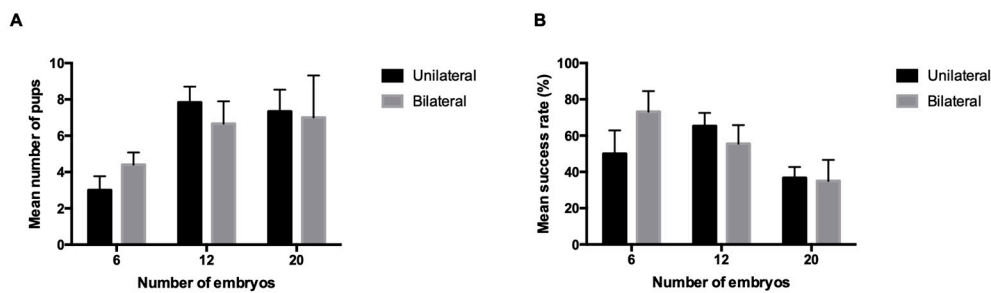 A
Mean number of pups
10
8
6
4
2
0
6 12 20
Number of embryos
Unilateral
Bilateral
B
Mean success rate (%)
100
80
60
40
20
0
6 12 20
Number of embryos
Unilateral
Bilateral